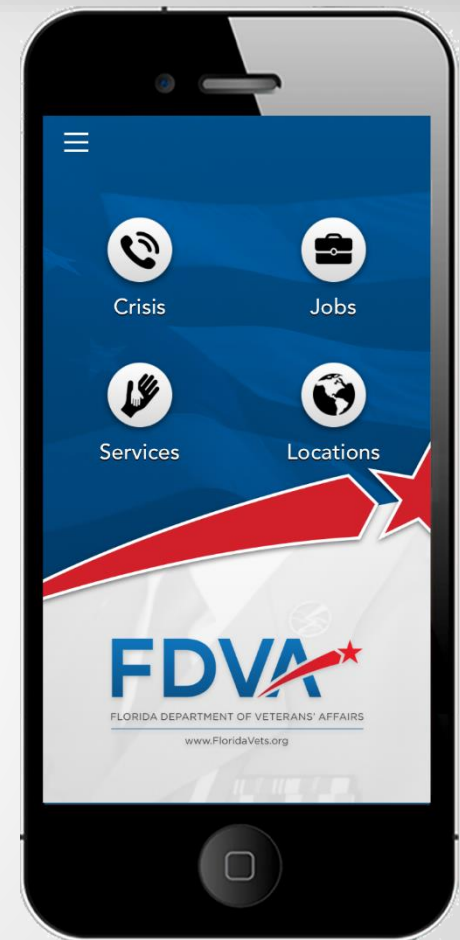 Crisis
Jobs
Services
Locations
FDVA
FLORIDA DEPARTMENT OF VETERANS' AFFAIRS
www.FloridaVets.org